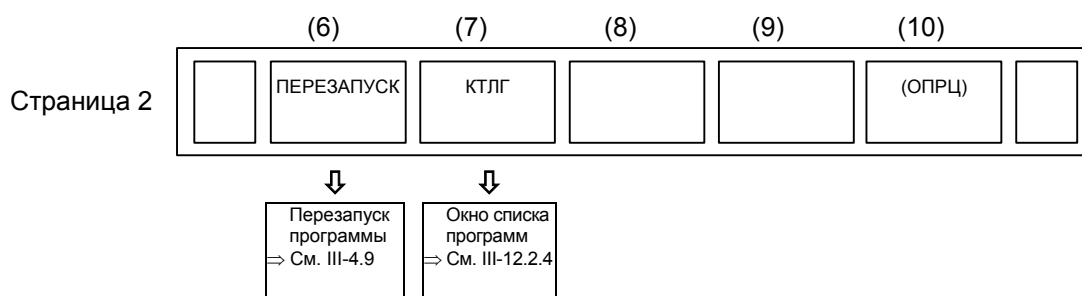 (6) (7) (8) (9) (10)
Страница 2
ПЕРЕЗАПУСК КТЛГ (ОПРЦ)
Перезапуск
программы
⇒ См. III-4.9
Окно списка
программ
⇒ См. III-12.2.4